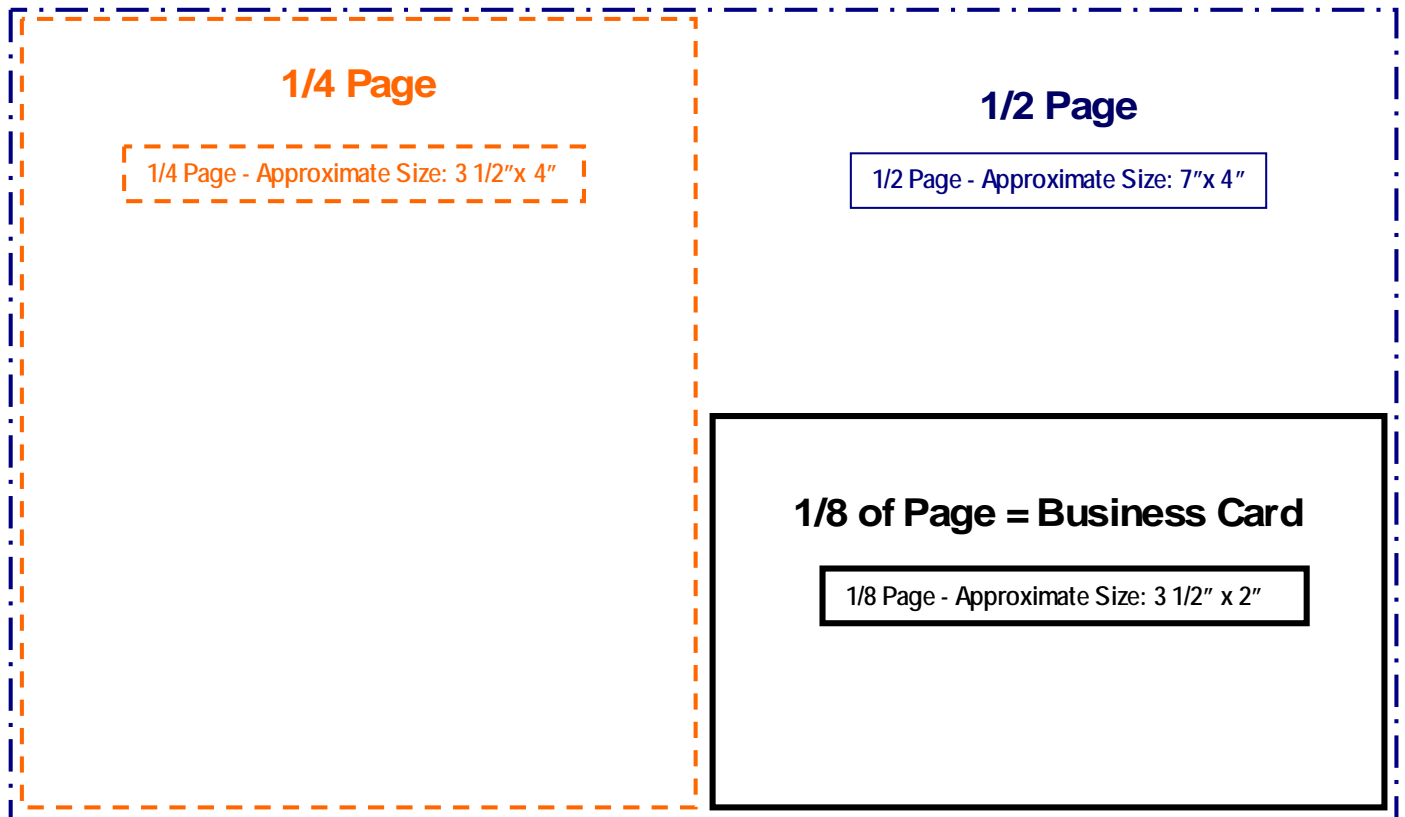 1/4 Page
1/4 Page - Approximate Size: 3 1/2”x 4”
1/2 Page
1/2 Page - Approximate Size: 7”x 4”
1/8 of Page = Business Card
1/8 Page - Approximate Size: 3 1/2” x 2”